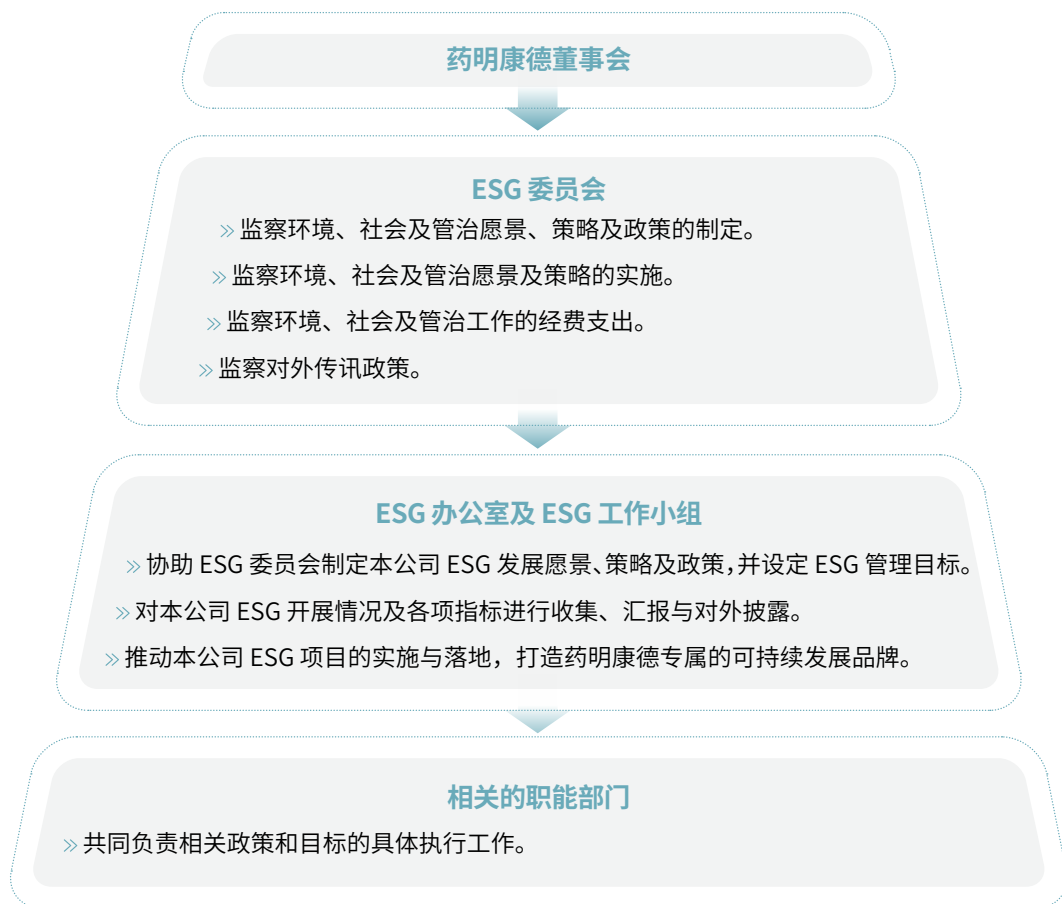 药明康德董事会
ESG 委员会
» 监察环境、社会及管治愿景、策略及政策的制定。
» 监察环境、社会及管治愿景及策略的实施。
» 监察环境、社会及管治工作的经费支出。
» 监察对外传讯政策。
ESG 办公室及 ESG 工作小组
» 协助 ESG 委员会制定本公司 ESG 发展愿景、策略及政策,并设定 ESG 管理目标。
» 对本公司 ESG 开展情况及各项指标进行收集、汇报与对外披露。
» 推动本公司 ESG 项目的实施与落地，打造药明康德专属的可持续发展品牌。
相关的职能部门
» 共同负责相关政策和目标的具体执行工作。